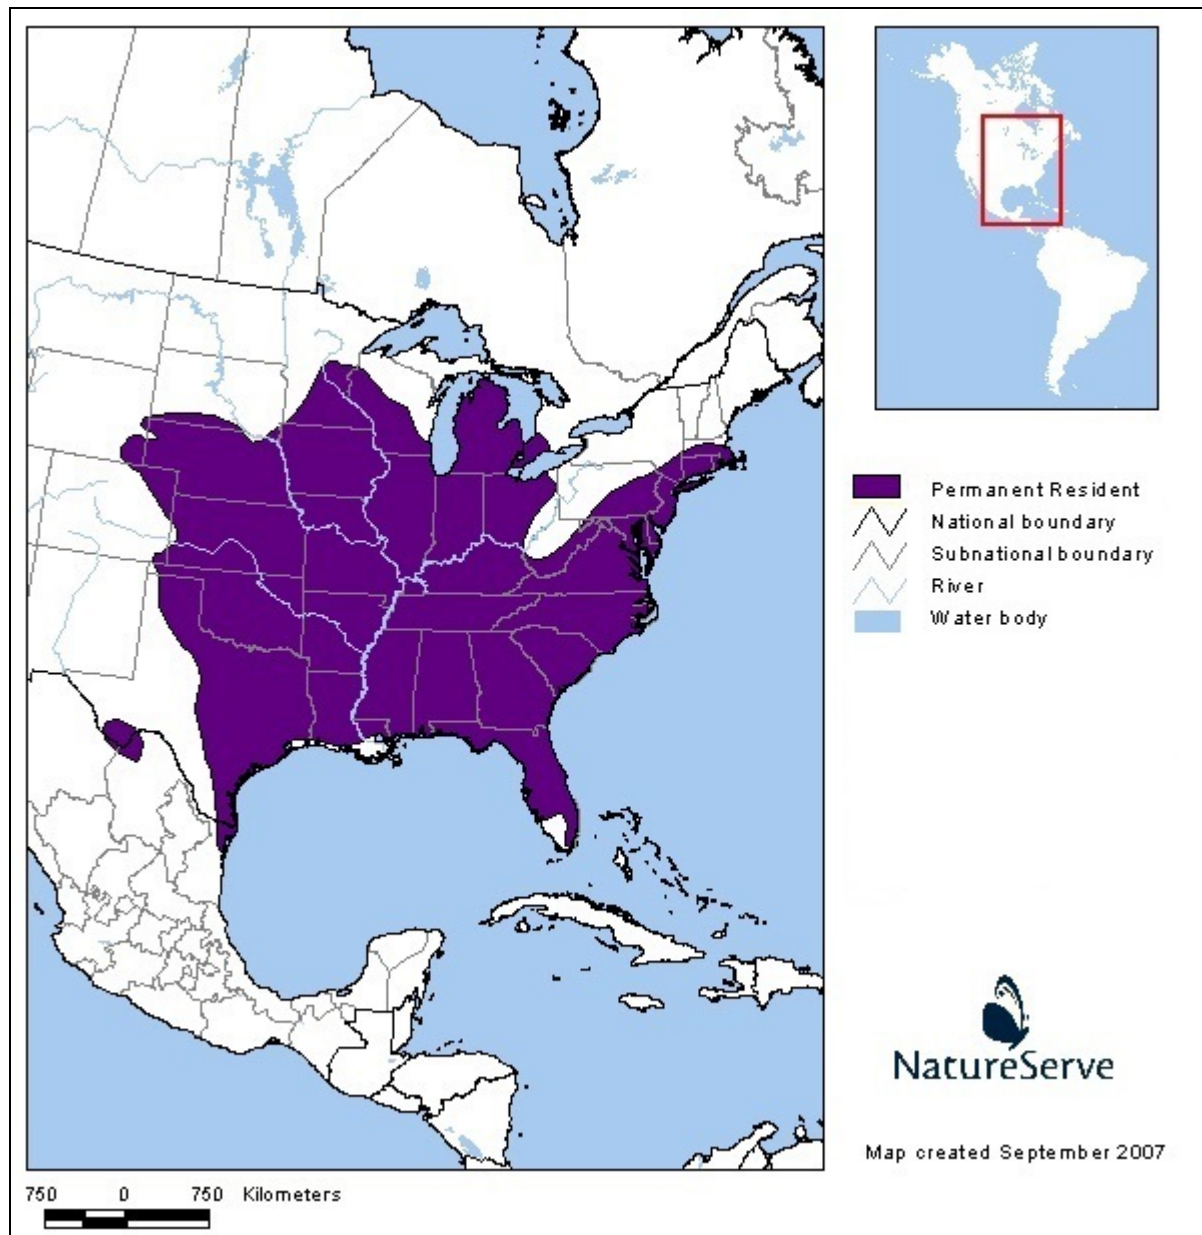 Permanent Resident
National boundary
Subnational boundary
River
Water body
NatureServe
Map created September 2007
750 0 750 Kilometers